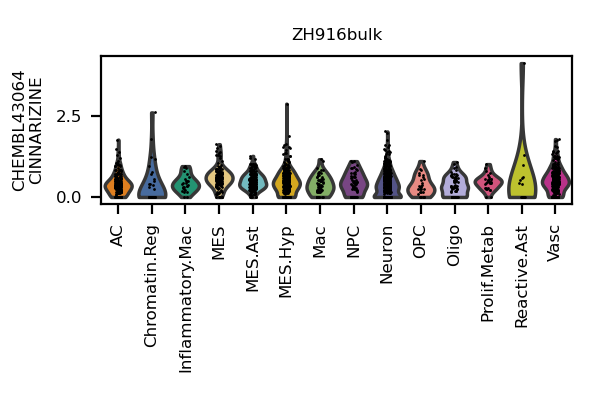 ZH916bulk
CHEMBL43064
CINNARIZINE
2.5
0.0
AC
Chromatin.Reg
Inflammatory.Mac
MES
MES.Ast
MES.Hyp
Mac
NPC
Neuron
OPC
Oligo
Prolif.Metab
Reactive.Ast
Vasc